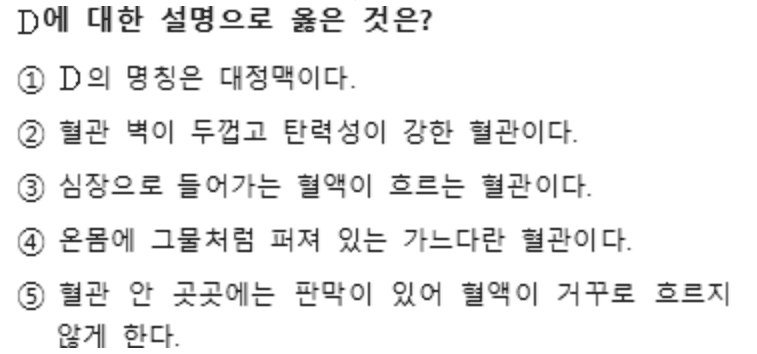 D에 대한 설명으로 옳은 것은?
① D의 명칭은 대정맥이다.
② 혈관 벽이 두껍고 탄력성이 강한 혈관이다.
③ 심장으로 들어가는 혈액이 흐르는 혈관이다.
④ 온몸에 그물처럼 퍼져 있는 가느다란 혈관이다.
⑤ 혈관 안 곳곳에는 판막이 있어 혈액이 거꾸로 흐르지
않게 한다.